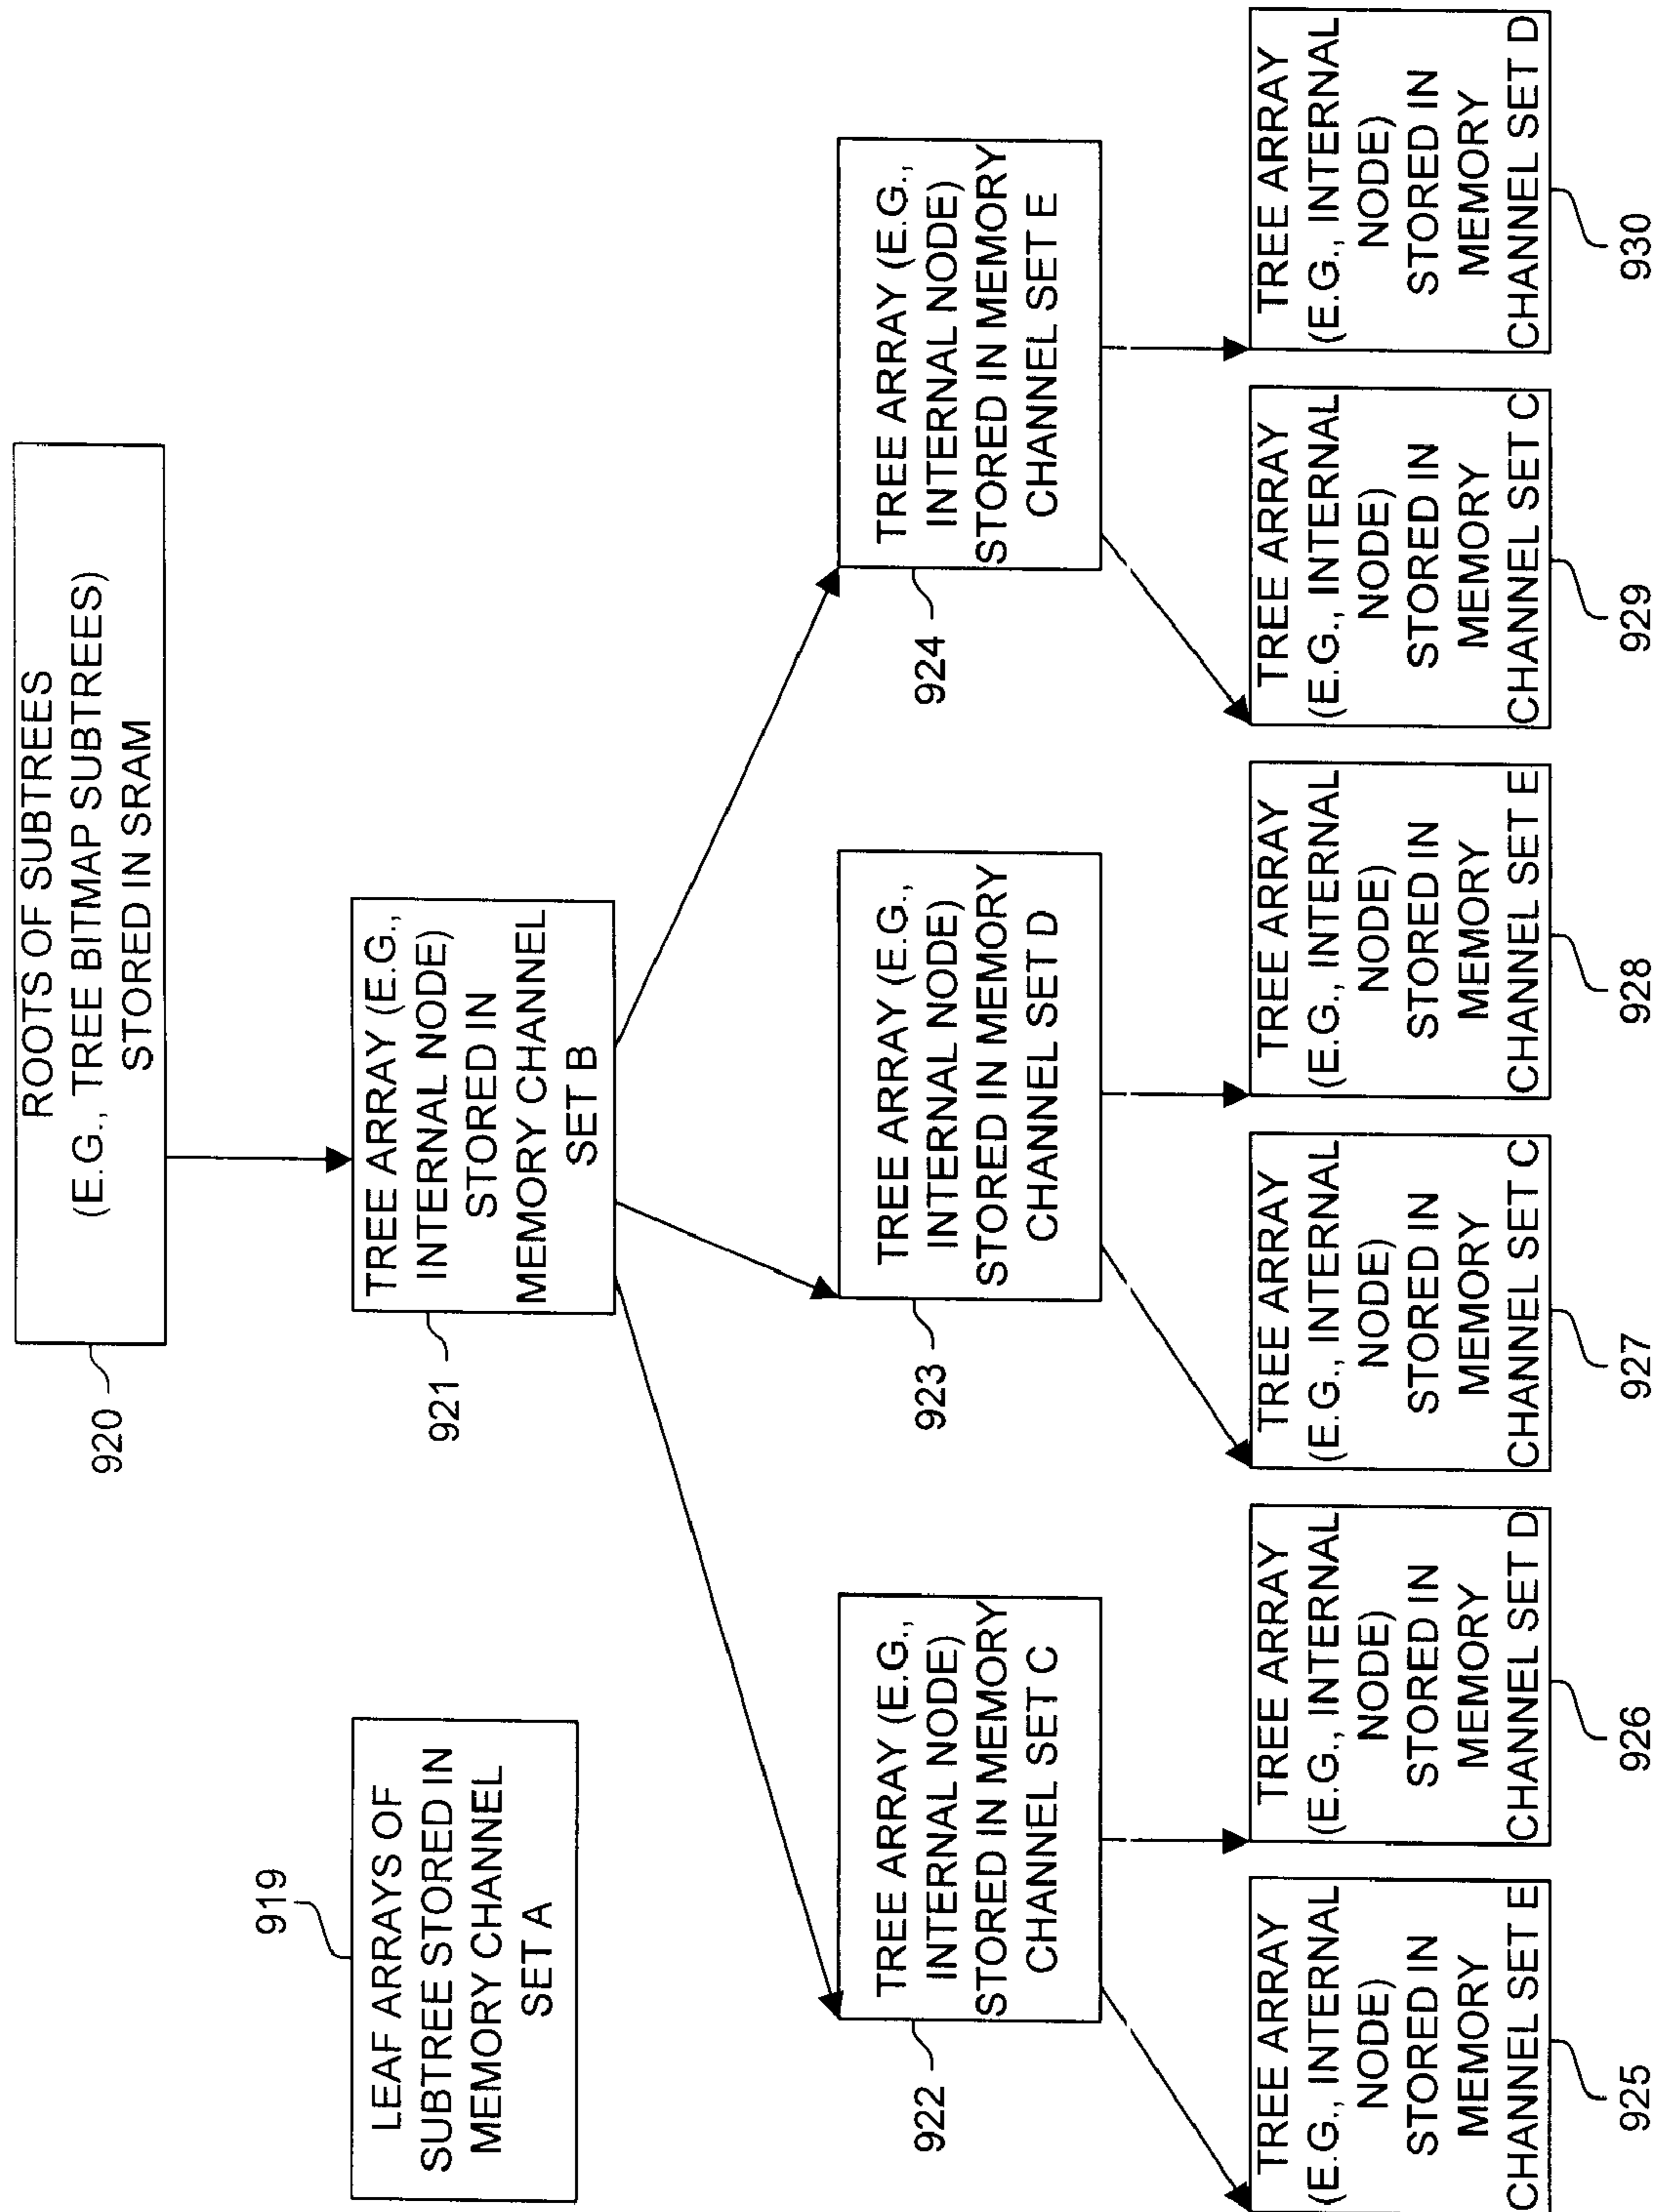 ROOTS OF SUBTREES
(E.G., TREE BITMAP SUBTREES)
STORED IN SRAM
920
919
LEAF ARRAYS OF
SUBTREE STORED IN
MEMORY CHANNEL
SET A
TREE ARRAY (E.G.,
INTERNAL NODE)
STORED IN
MEMORY CHANNEL
SET B
921
TREE ARRAY (E.G.,
INTERNAL NODE)
STORED IN MEMORY
CHANNEL SET C
922
TREE ARRAY (E.G.,
INTERNAL NODE)
STORED IN MEMORY
CHANNEL SET D
923
TREE ARRAY (E.G.,
INTERNAL NODE)
STORED IN MEMORY
CHANNEL SET E
924
TREE ARRAY
(E.G., INTERNAL
NODE)
STORED IN
MEMORY
CHANNEL SET E
925
TREE ARRAY
(E.G., INTERNAL
NODE)
STORED IN
MEMORY
CHANNEL SET D
926
TREE ARRAY
(E.G., INTERNAL
NODE)
STORED IN
MEMORY
CHANNEL SET C
927
TREE ARRAY
(E.G., INTERNAL
NODE)
STORED IN
MEMORY
CHANNEL SET E
928
TREE ARRAY
(E.G., INTERNAL
NODE)
STORED IN
MEMORY
CHANNEL SET C
929
TREE ARRAY
(E.G., INTERNAL
NODE)
STORED IN
MEMORY
CHANNEL SET D
930